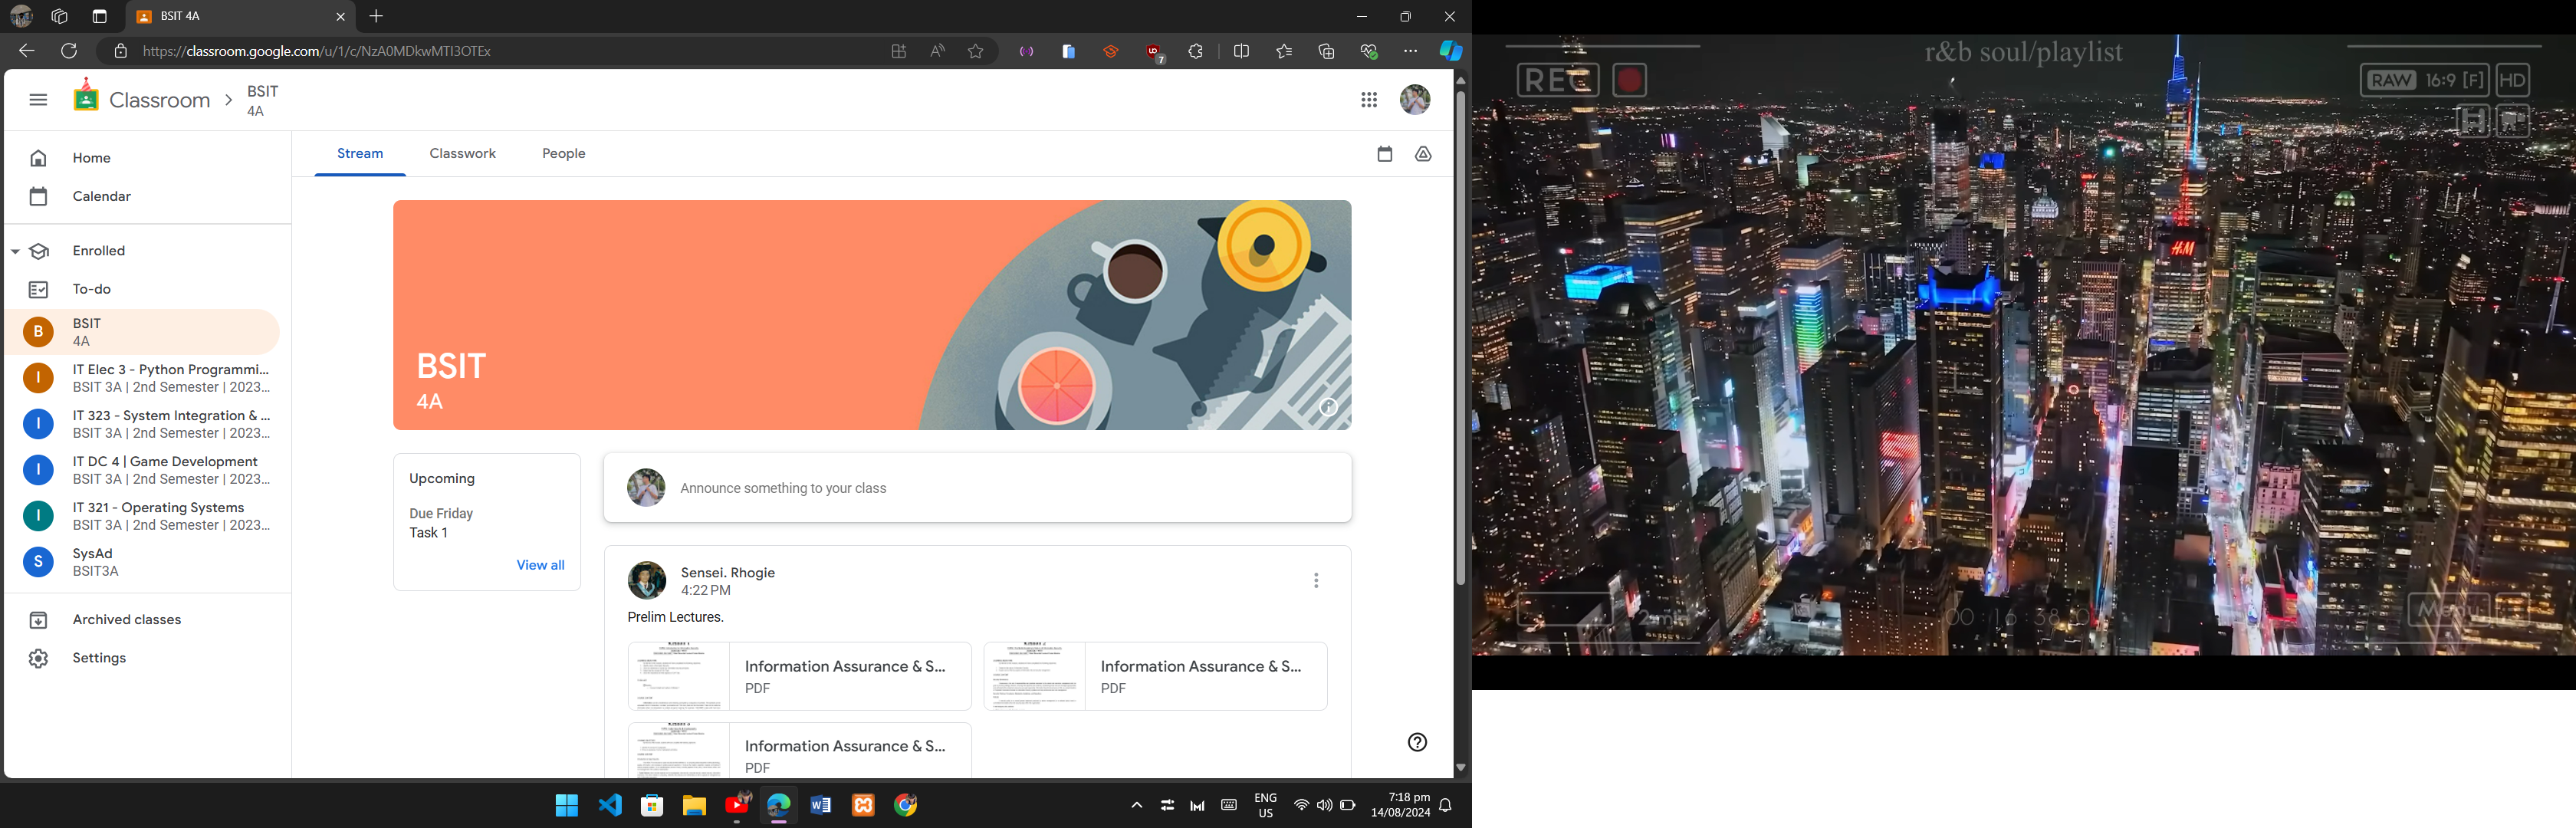 BSIT 4A
https://classroom.google.com/u/1/c/NzA0MDkwMTI3OTEx
7
Classroom
BSIT
4A
Home
Calendar
Enrolled
To-do
B
BSIT
4A
I
IT Elec 3 - Python Programmi...
BSIT 3A | 2nd Semester | 2023...
I
IT 323 - System Integration & ...
BSIT 3A | 2nd Semester | 2023...
I
IT DC 4 | Game Development
BSIT 3A | 2nd Semester | 2023...
I
IT 321 - Operating Systems
BSIT 3A | 2nd Semester | 2023...
S
SysAd
BSIT3A
Archived classes
Settings
Stream
Classwork
People
BSIT
4A
Upcoming
Due Friday
Task 1
View all
Announce something to your class
Sensei. Rhogie
4:22 PM
Prelim Lectures.
Information Assurance & S...
PDF
Information Assurance & S...
PDF
Information Assurance & S...
PDF
ENG
US
7:18 pm
14/08/2024
r&b soul/playlist
REC
RAW 16:9 [F] HD
H&M
Menu